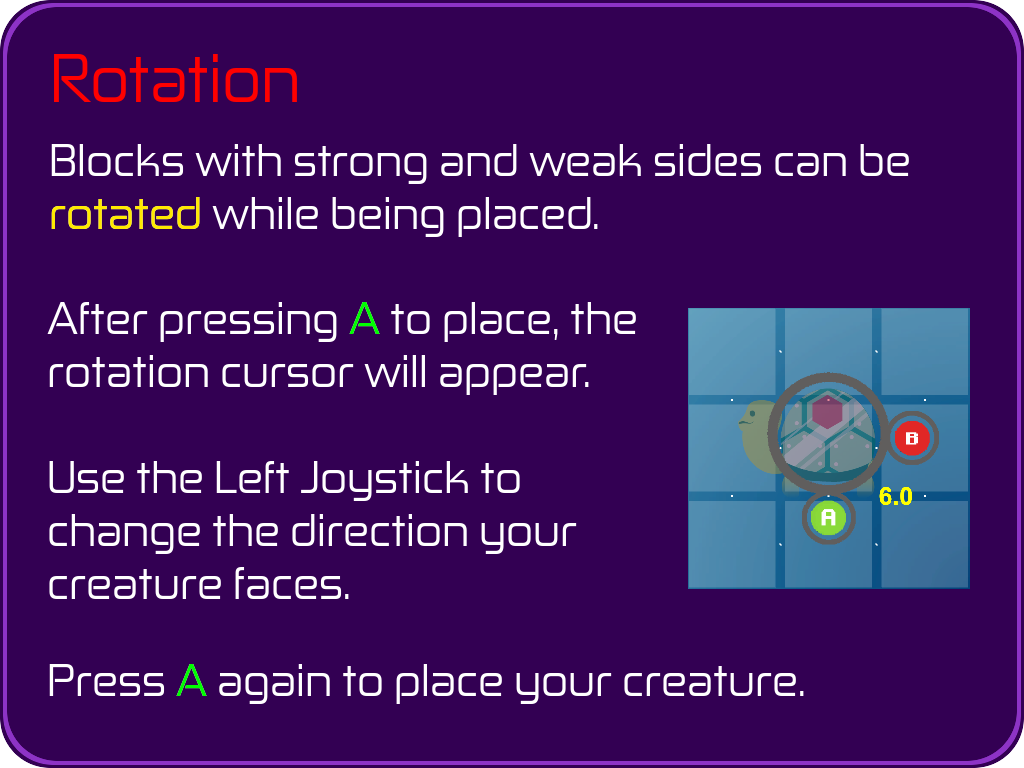 Rotation
Blocks with strong and weak sides can be
rotated while being placed.
After pressing A to place, the
rotation cursor will appear.
Use the Left Joystick to
change the direction your
creature faces.
B
6.0
A
Press A again to place your creature.